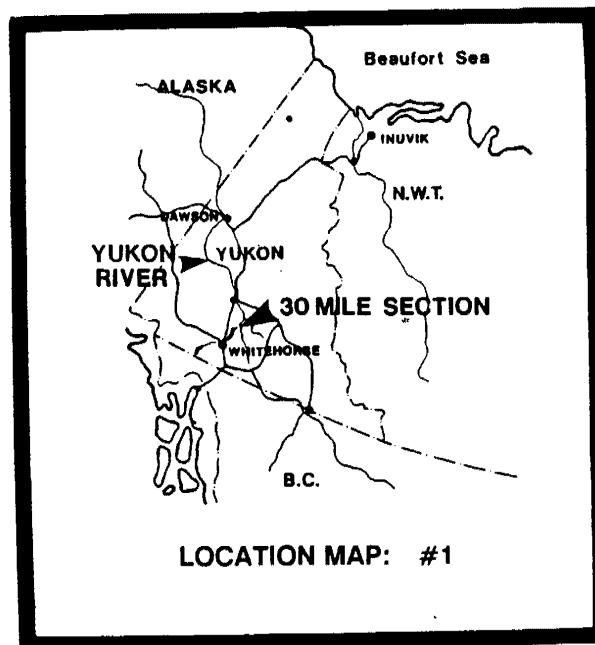 Beaufort Sea
ALASKA
INUVIK
N.W.T.
DAWSON
YUKON
RIVER
YUKON
30 MILE SECTION
WHITEHORSE
B.C.
LOCATION MAP: #1